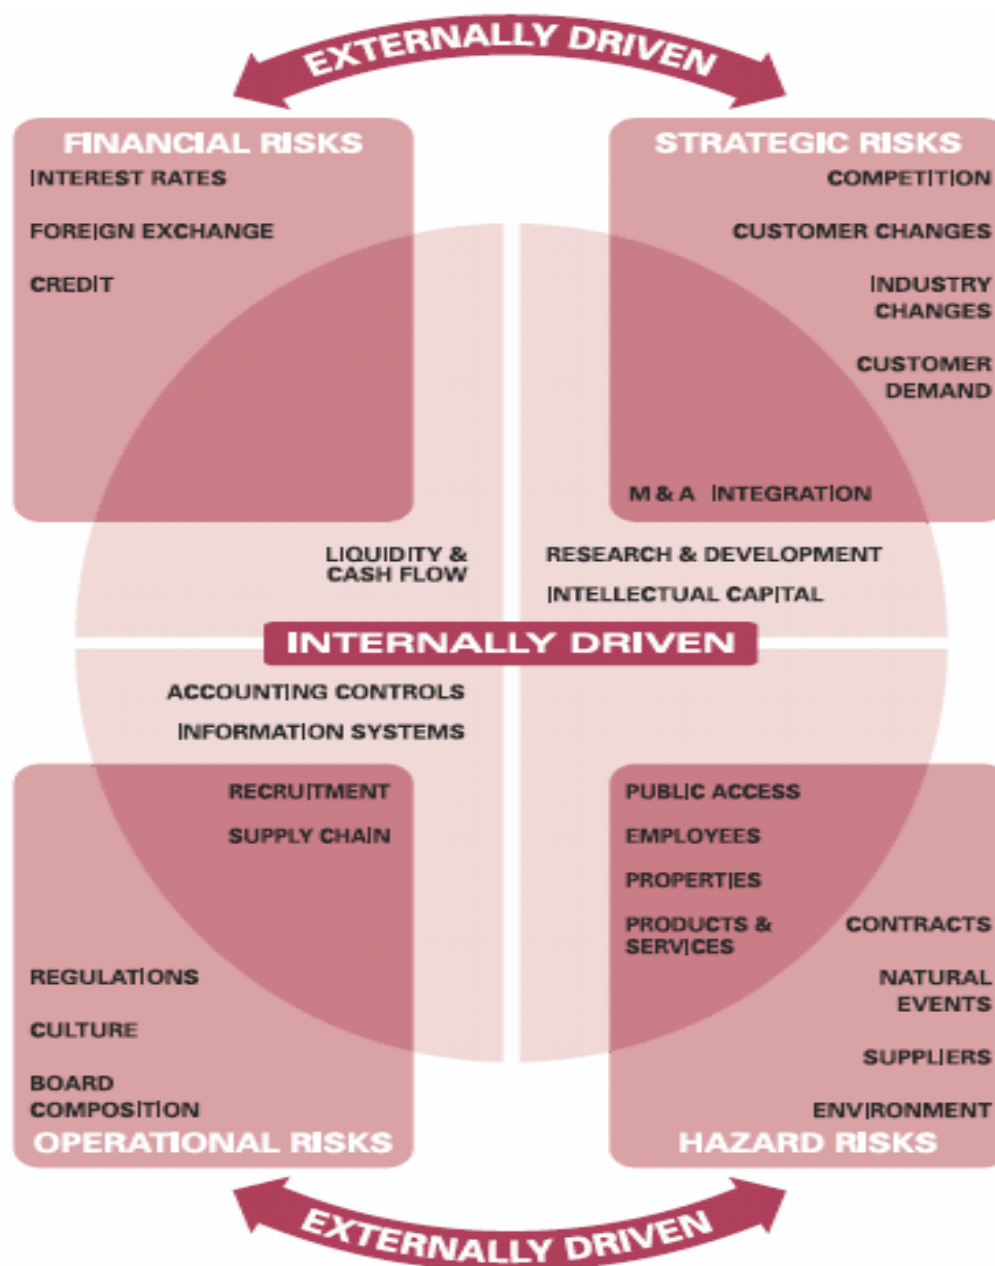 EXTERNALLY DRIVEN
FINANCIAL RISKS
INTEREST RATES
FOREIGN EXCHANGE
CREDIT
STRATEGIC RISKS
COMPETITION
CUSTOMER CHANGES
INDUSTRY
CHANGES
CUSTOMER
DEMAND
M & A INTEGRATION
LIQUIDITY &
CASH FLOW
RESEARCH & DEVELOPMENT
INTELLECTUAL CAPITAL
INTERNALLY DRIVEN
ACCOUNTING CONTROLS
INFORMATION SYSTEMS
RECRUITMENT
SUPPLY CHAIN
REGULATIONS
CULTURE
BOARD
COMPOSITION
OPERATIONAL RISKS
PUBLIC ACCESS
EMPLOYEES
PROPERTIES
PRODUCTS &
SERVICES
CONTRACTS
NATURAL
EVENTS
SUPPLIERS
ENVIRONMENT
HAZARD RISKS
EXTERNALLY DRIVEN